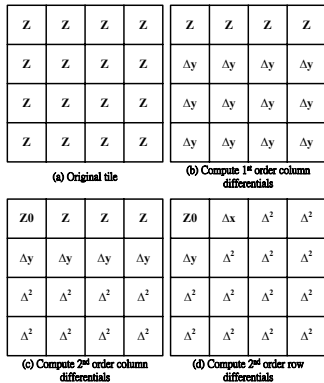 Z Z Z Z
Z Z Z Z
Z Z Z Z
Z Z Z Z
(a) Original tile
Z Z Z Z
Δy Δy Δy Δy
Δy Δy Δy Δy
Δy Δy Δy Δy
(b) Compute 1st order column
differentials
Z0 Z Z Z
Δy Δy Δy Δy
Δ² Δ² Δ² Δ²
Δ² Δ² Δ² Δ²
(c) Compute 2nd order column
differentials
Z0 Δx Δ² Δ²
Δy Δ² Δ² Δ²
Δ² Δ² Δ² Δ²
Δ² Δ² Δ² Δ²
(d) Compute 2nd order row
differentials